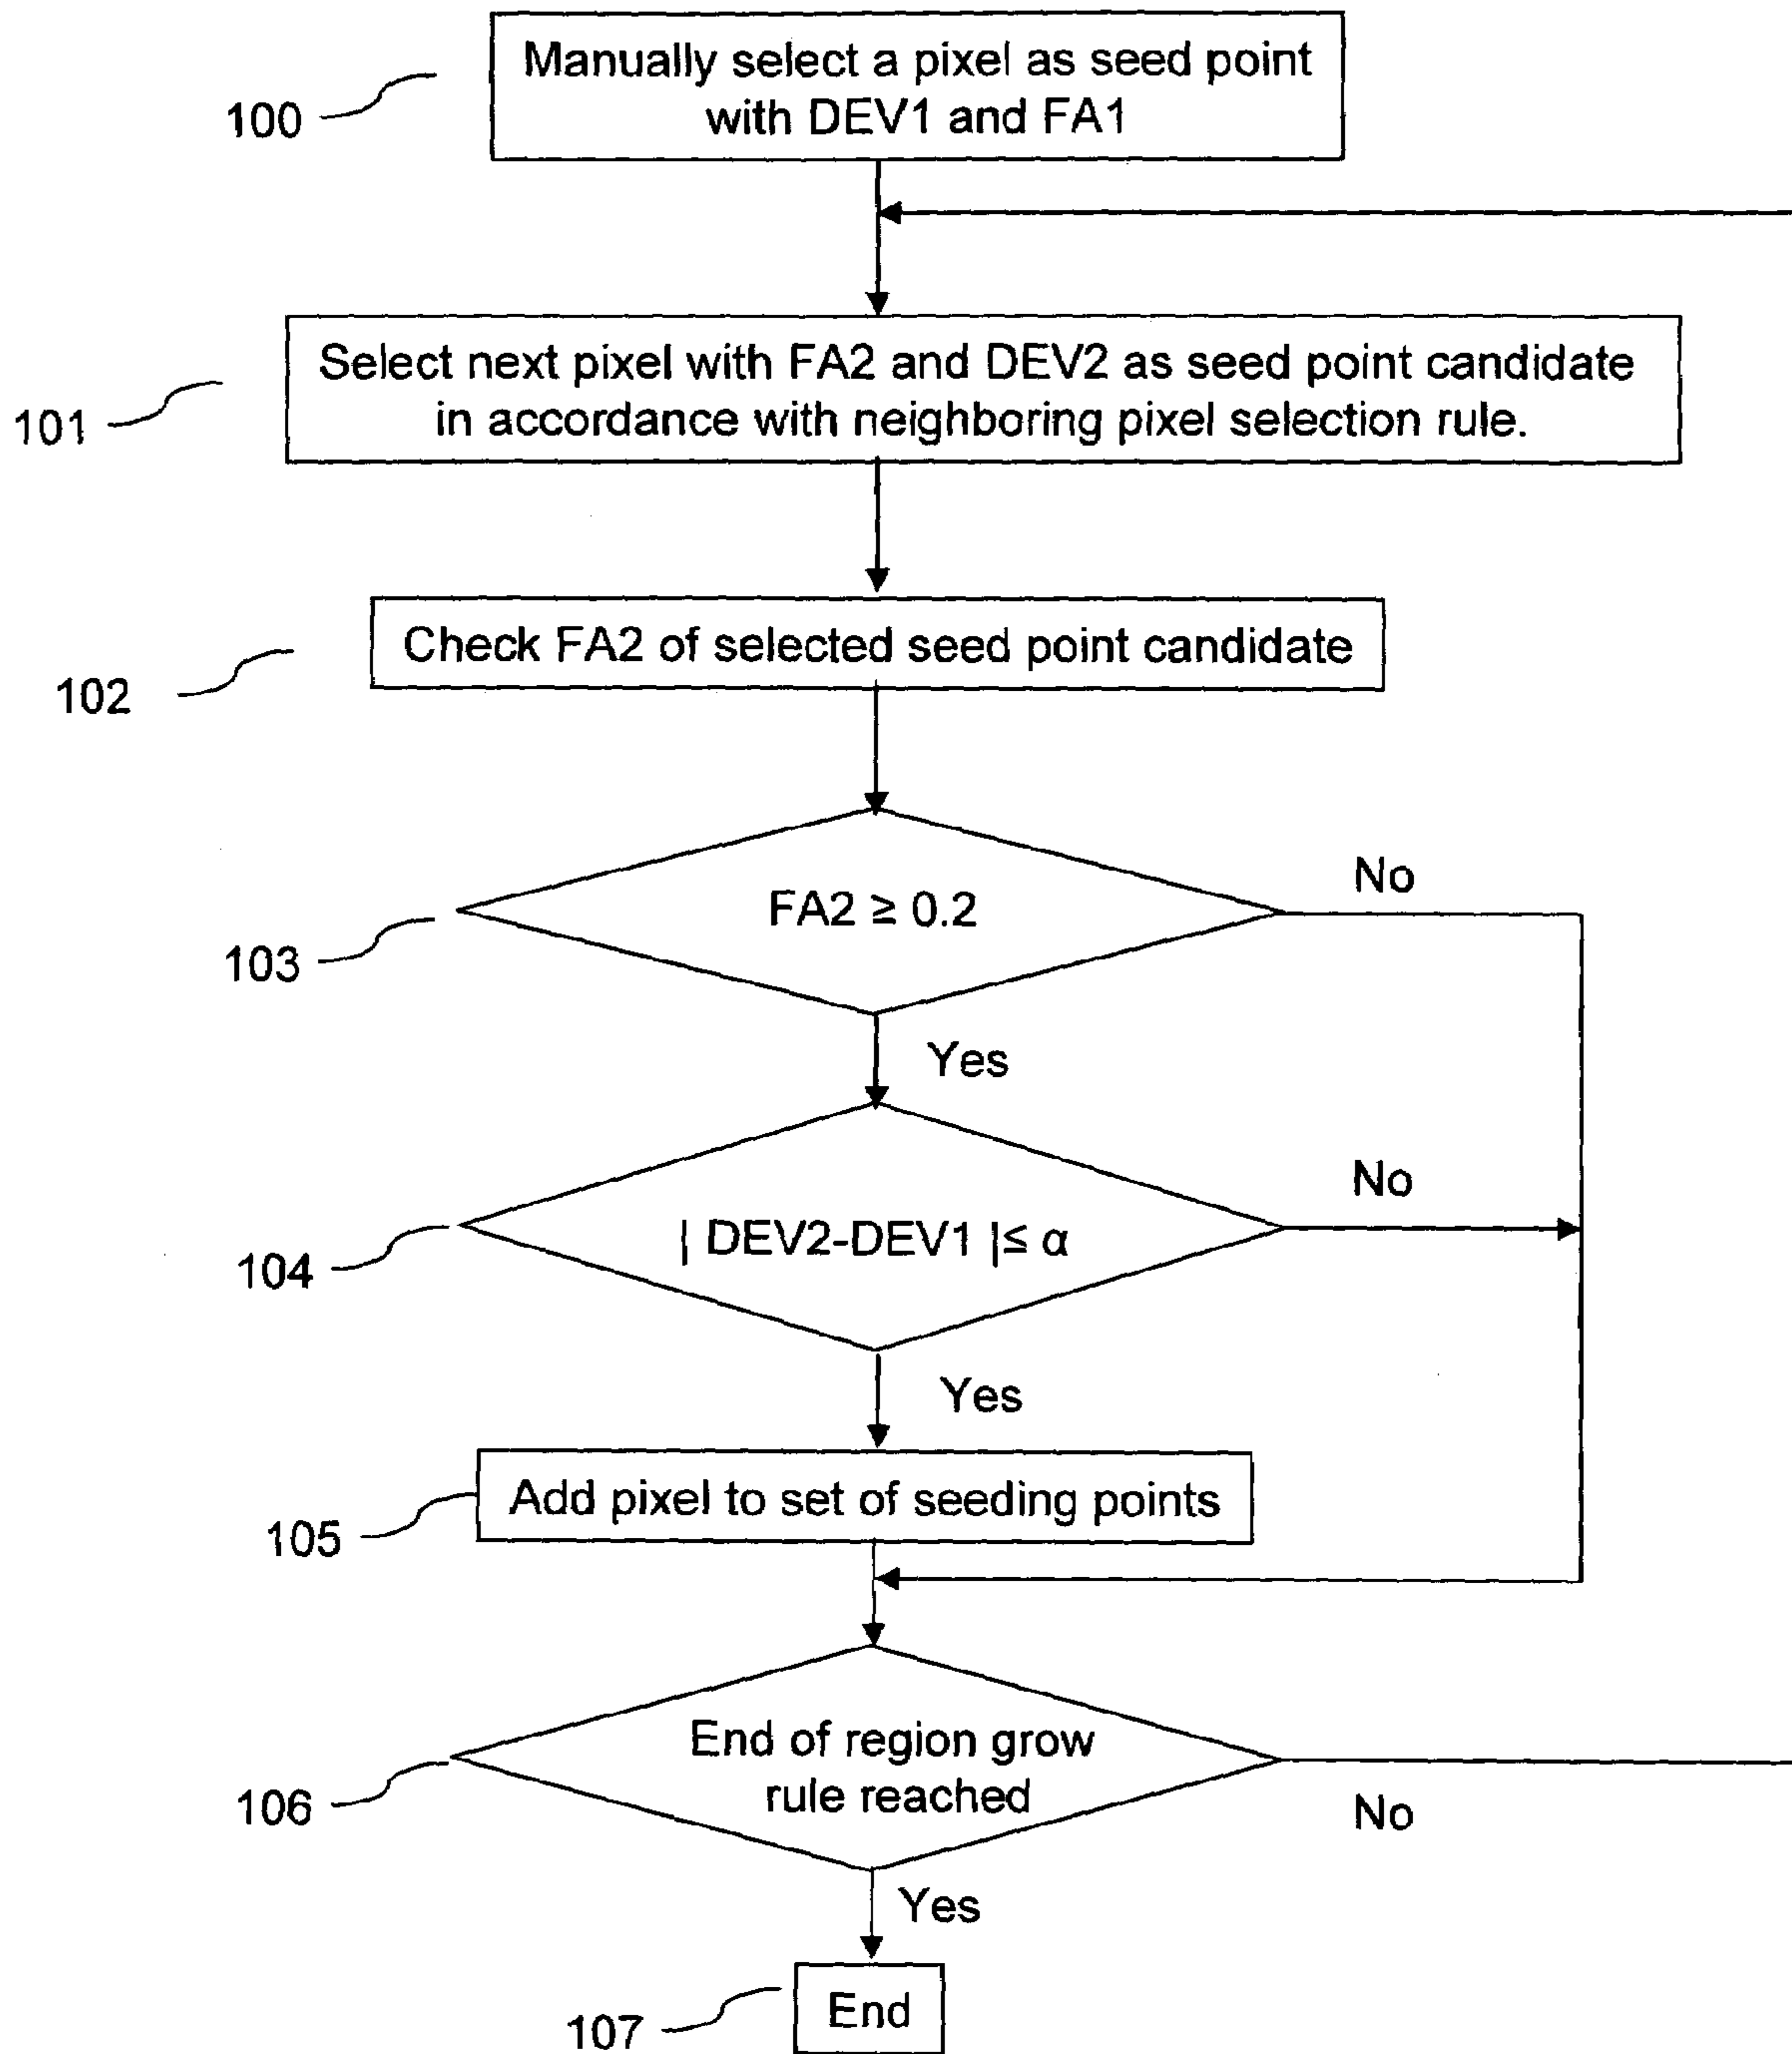 Manually select a pixel as seed point
with DEV1 and FA1
100
Select next pixel with FA2 and DEV2 as seed point candidate
in accordance with neighboring pixel selection rule.
101
Check FA2 of selected seed point candidate
102
No
FA2 ≥ 0.2
103
Yes
No
| DEV2-DEV1 |≤ α
104
Yes
Add pixel to set of seeding points
105
End of region grow
rule reached
106
No
Yes
End
107